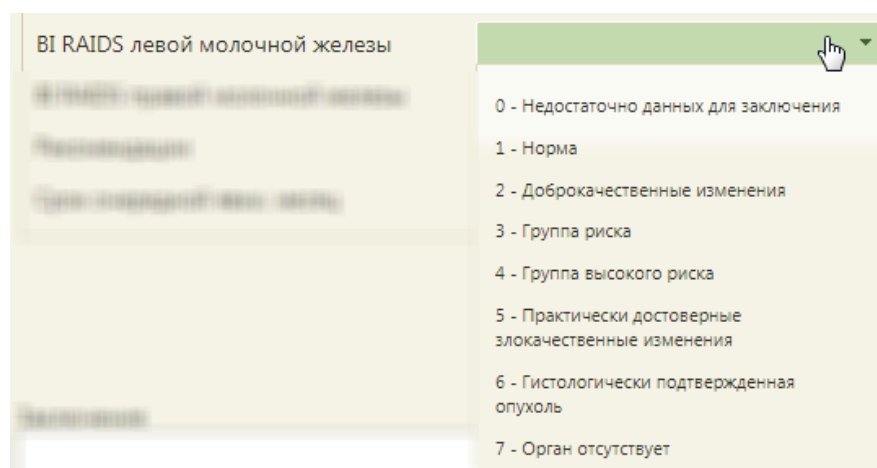 BI RAIDS левой молочной железы
0 - Недостаточно данных для заключения
1 - Норма
2 - Доброкачественные изменения
3 - Группа риска
4 - Группа высокого риска
5 - Практически достоверные
злокачественные изменения
6 - Гистологически подтвержденная
опухоль
7 - Орган отсутствует